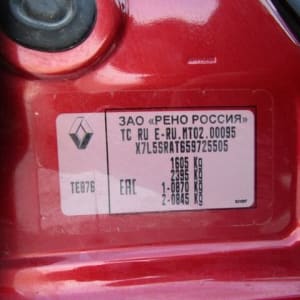 ЗАО «РЕНО РОССИЯ»
TC RU E-RU.MT02.00095
X7L5SRAT659725505
1605 Kg
2395 Kg
TE876 EAC 1-0870 Kg
2-0845 Kg